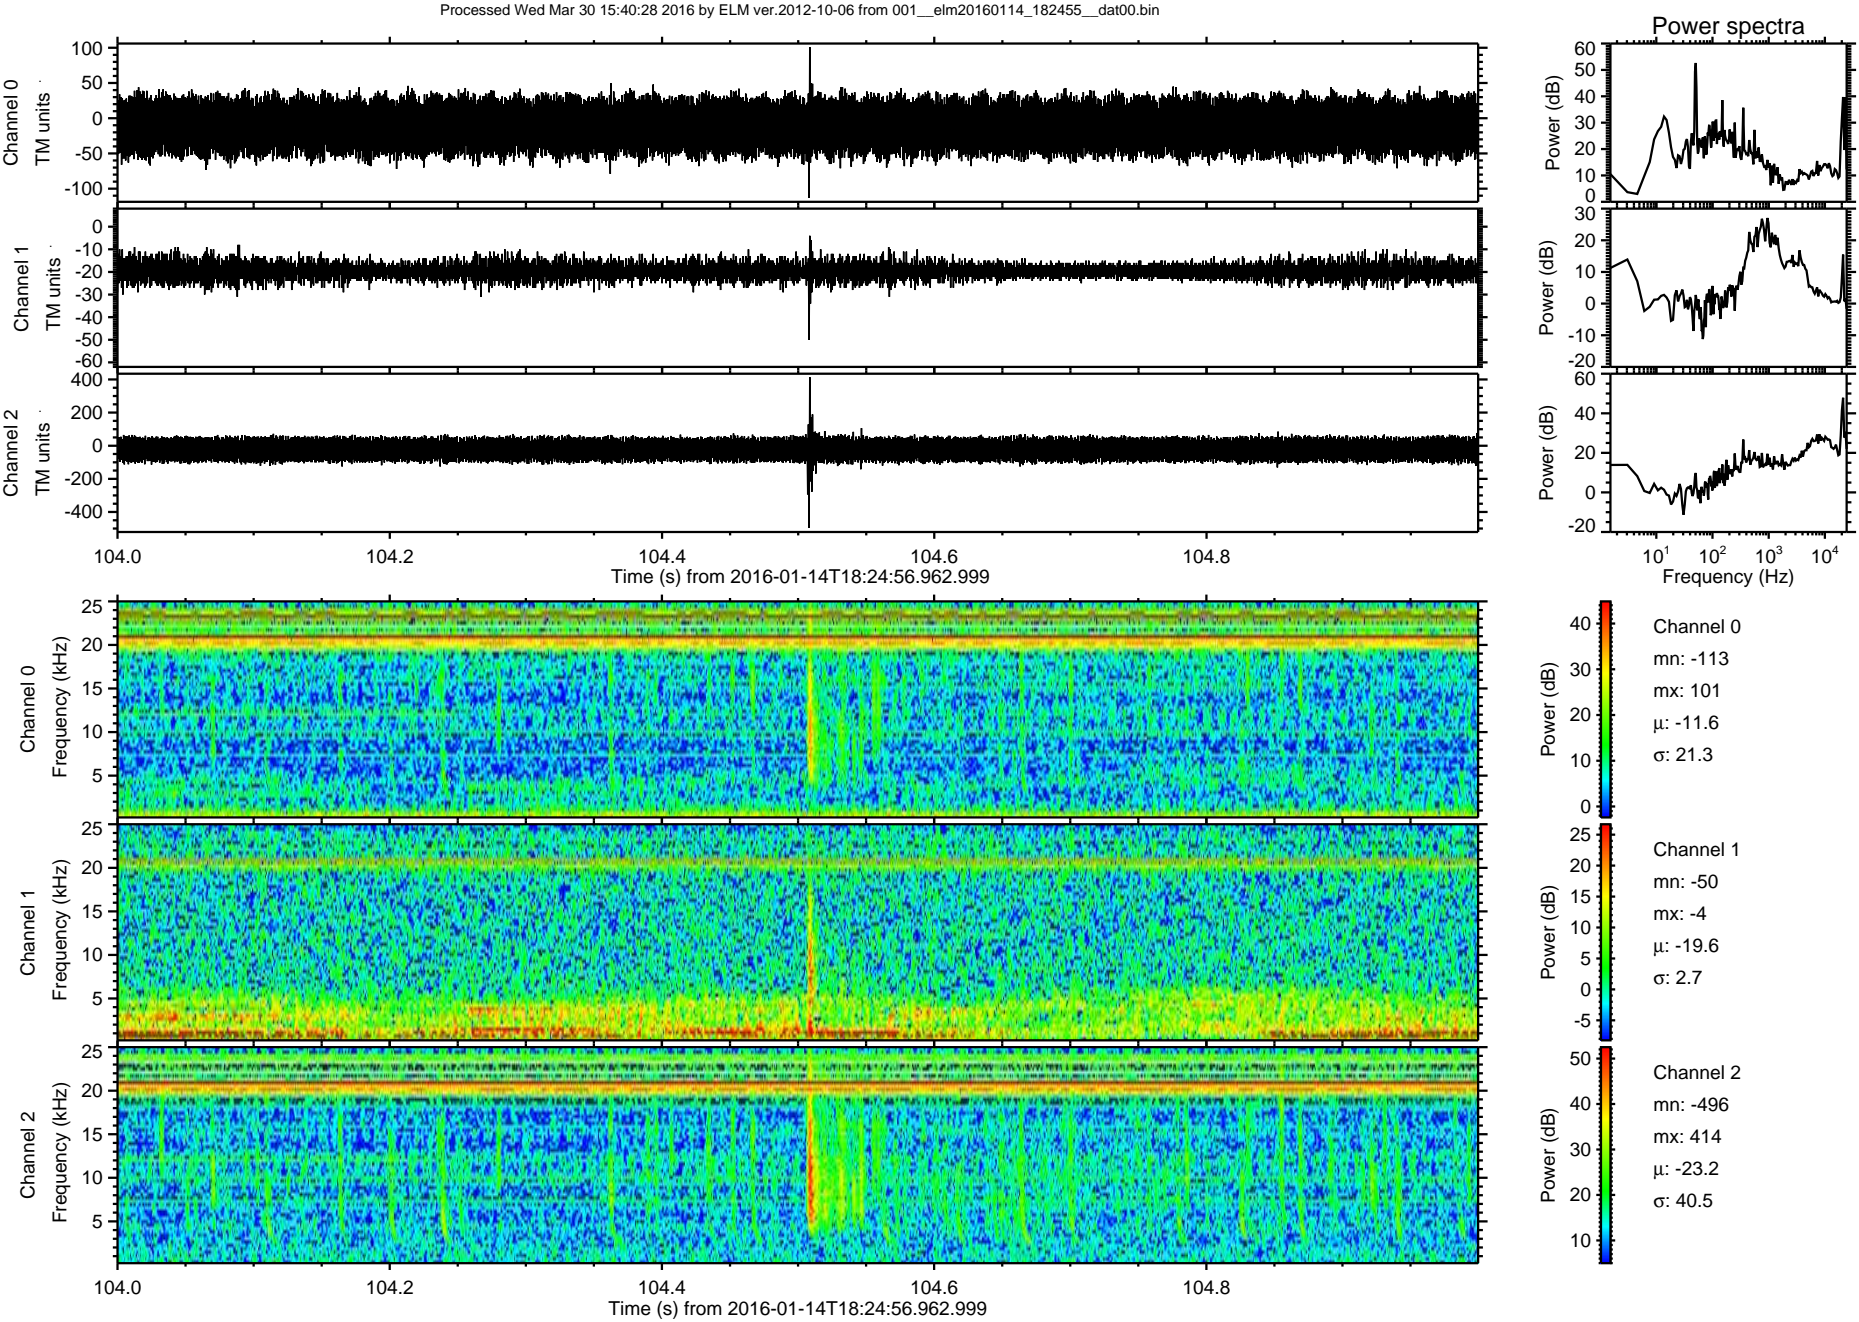 Processed Wed Mar 30 15:40:28 2016 by ELM ver.2012-10-06 from 001__elm20160114_182455__dat00.bin
Power spectra
Channel 0
TM units
100
50
0
-50
-100
Power (dB)
60
50
40
30
20
10
0
Channel 1
TM units
0
-10
-20
-30
-40
-50
-60
Power (dB)
30
20
10
0
-10
-20
Channel 2
TM units
400
200
0
-200
-400
Power (dB)
60
40
20
0
-20
104.0 104.2 104.4 104.6 104.8
Time (s) from 2016-01-14T18:24:56.962.999
10^1 10^2 10^3 10^4
Frequency (Hz)
Channel 0
Frequency (kHz)
25
20
15
10
5
Power (dB)
40
30
20
10
0
Channel 0
mn: -113
mx: 101
μ: -11.6
σ: 21.3
Channel 1
Frequency (kHz)
25
20
15
10
5
Power (dB)
25
20
15
10
5
0
-5
Channel 1
mn: -50
mx: -4
μ: -19.6
σ: 2.7
Channel 2
Frequency (kHz)
25
20
15
10
5
Power (dB)
50
40
30
20
10
Channel 2
mn: -496
mx: 414
μ: -23.2
σ: 40.5
104.0 104.2 104.4 104.6 104.8
Time (s) from 2016-01-14T18:24:56.962.999